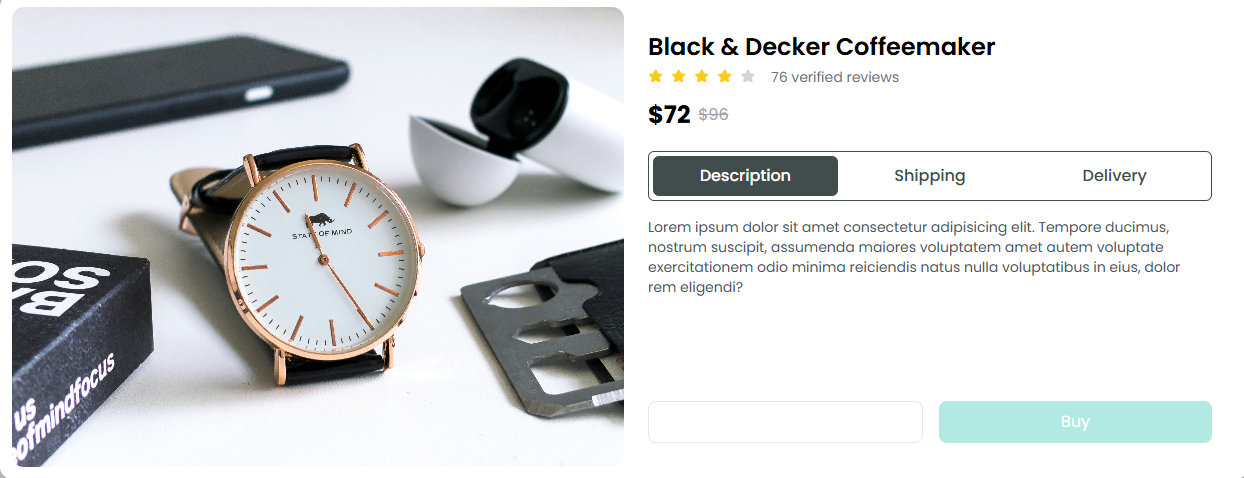 Black & Decker Coffeemaker
76 verified reviews
$72 $96
Description Shipping Delivery
Lorem ipsum dolor sit amet consectetur adipisicing elit. Tempore ducimus,
nostrum suscipit, assumenda maiores voluptatem amet autem voluptate
exercitationem odio minima reiciendis natus nulla voluptatibus in eius, dolor
rem eligendi?
Buy
STATE OF MIND
us
ofmindfocus